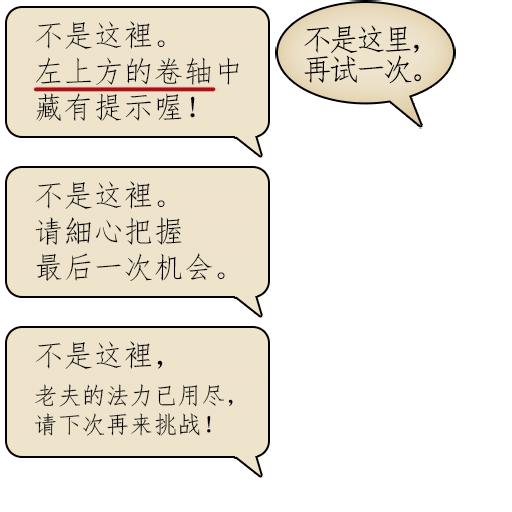 不是这裡。
左上方的卷轴中
藏有提示喔！
不是这里，
再试一次。
不是这裡。
请細心把握
最后一次机会。
不是这裡，
老夫的法力已用尽，
请下次再来挑战！